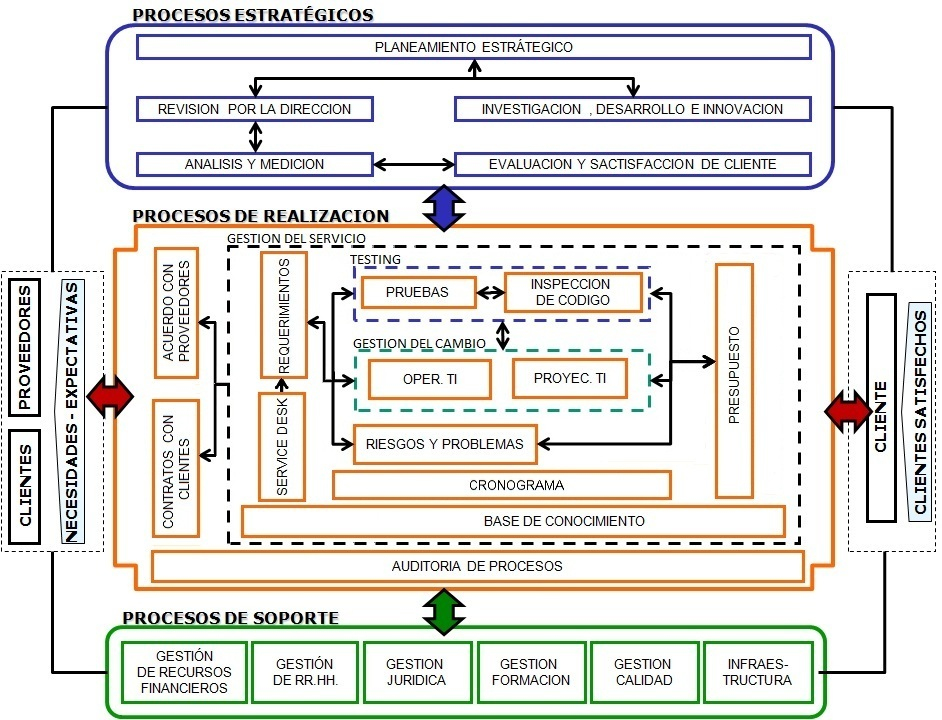 PROCESOS ESTRATÉGICOS
PLANEAMIENTO ESTRÁTEGICO
REVISION POR LA DIRECCION
INVESTIGACION , DESARROLLO E INNOVACION
ANALISIS Y MEDICION
EVALUACION Y SACTISFACCION DE CLIENTE
PROCESOS DE REALIZACION
GESTION DEL SERVICIO
PROVEEDORES
CLIENTES
NECESIDADES - EXPECTATIVAS
ACUERDO CON
PROVEEDORES
CONTRATOS CON
CLIENTES
REQUERIMIENTOS
SERVICE DESK
TESTING
PRUEBAS
INSPECCION
DE CODIGO
GESTION DEL CAMBIO
OPER. TI
PROYEC. TI
RIESGOS Y PROBLEMAS
CRONOGRAMA
PRESUPUESTO
BASE DE CONOCIMIENTO
AUDITORIA DE PROCESOS
CLIENTE
CLIENTES SATISFECHOS
PROCESOS DE SOPORTE
GESTIÓN
DE RECURSOS
FINANCIEROS
GESTIÓN
DE RR.HH.
GESTION
JURIDICA
GESTION
FORMACION
GESTION
CALIDAD
INFRAES-
TRUCTURA